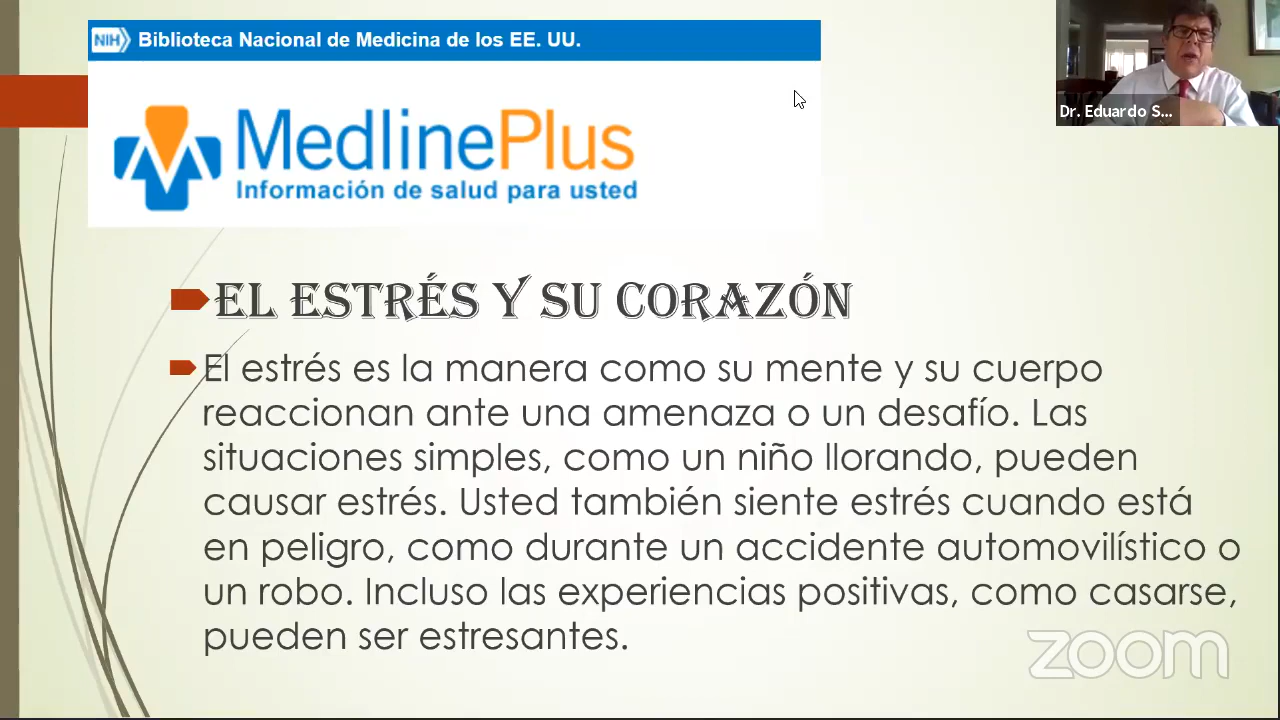 NIH Biblioteca Nacional de Medicina de los EE. UU.
MedlinePlus
Información de salud para usted
Dr. Eduardo S...
EL ESTRÉS Y SU CORAZÓN
El estrés es la manera como su mente y su cuerpo
reaccionan ante una amenaza o un desafío. Las
situaciones simples, como un niño llorando, pueden
causar estrés. Usted también siente estrés cuando está
en peligro, como durante un accidente automovilístico o
un robo. Incluso las experiencias positivas, como casarse,
pueden ser estresantes.
zoom